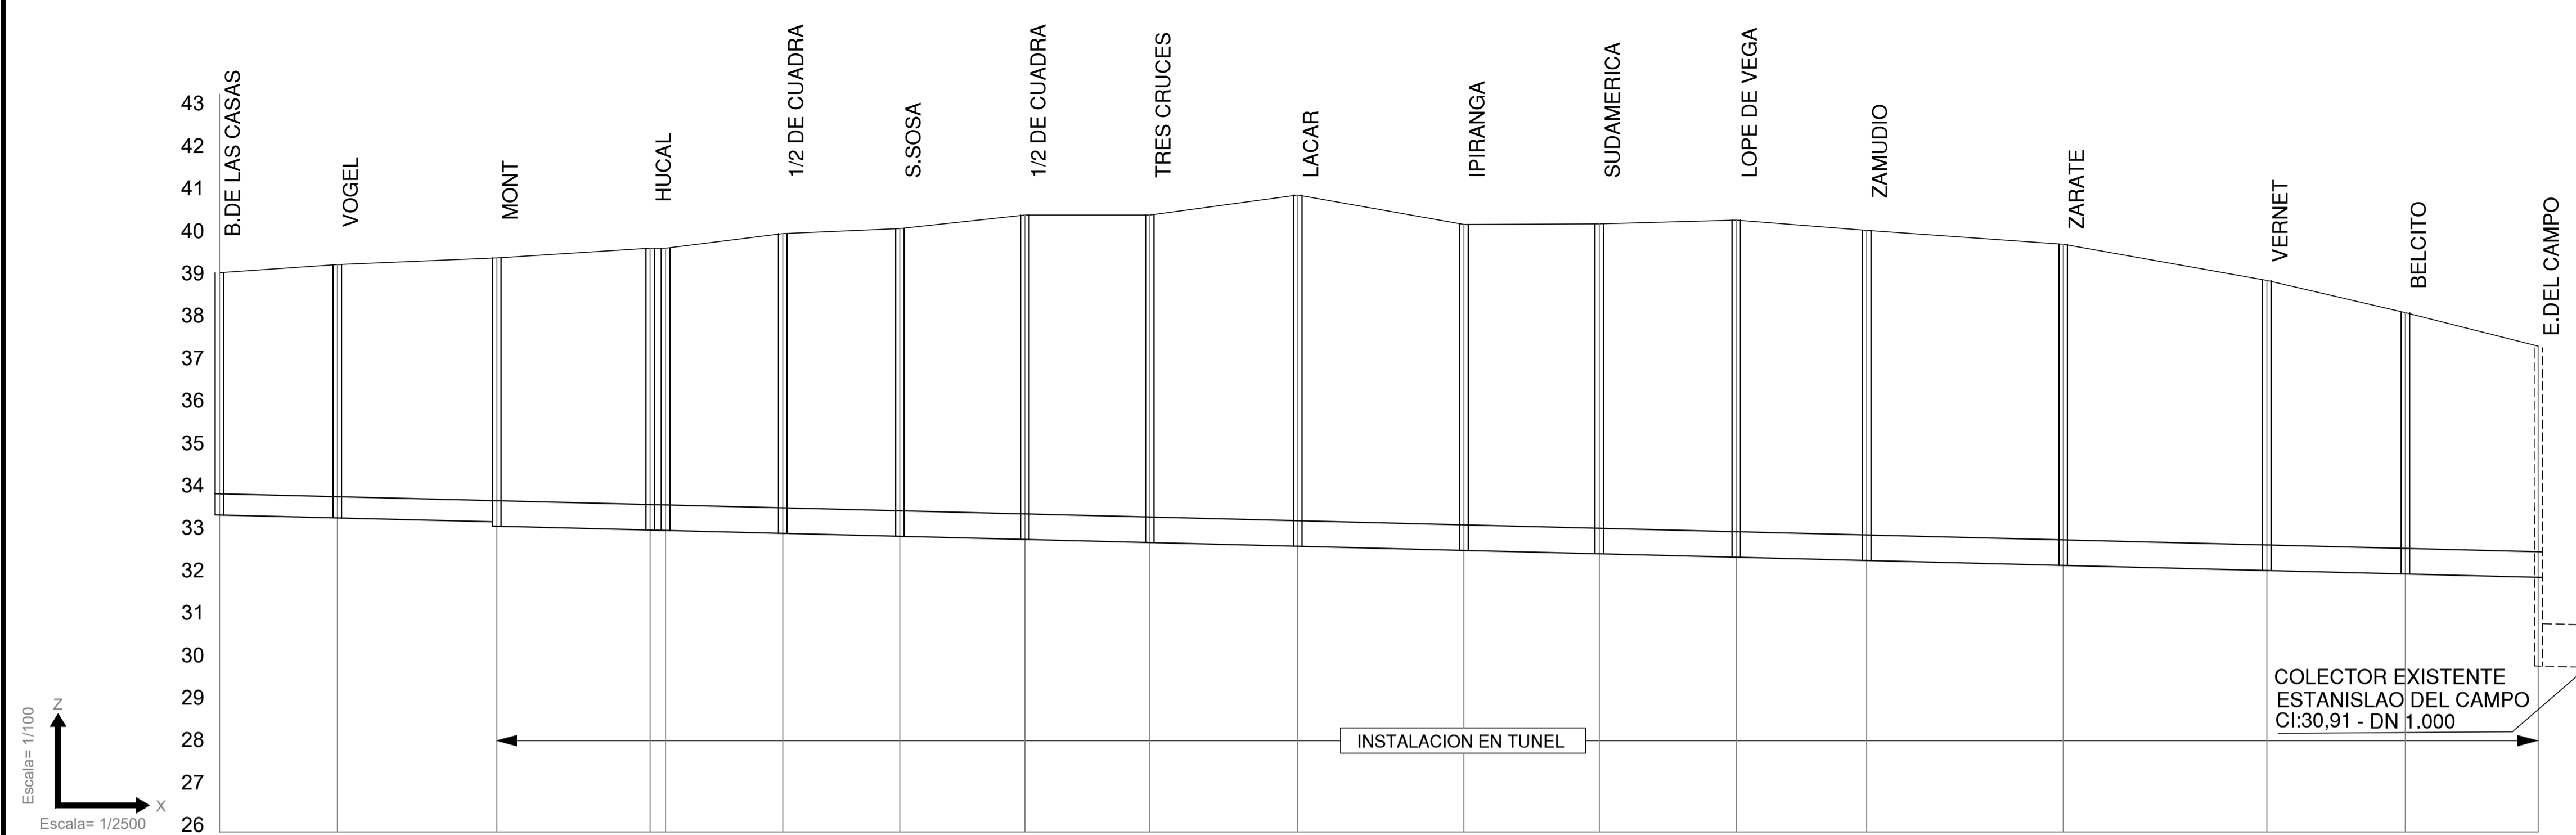 B.DE LAS CASAS
VOGEL
MONT
HUCAL
1/2 DE CUADRA
S.SOSA
1/2 DE CUADRA
TRES CRUCES
LACAR
IPIRANGA
SUDAMERICA
LOPE DE VEGA
ZAMUDIO
ZARATE
VERNET
BELCITO
E.DEL CAMPO
43
42
41
40
39
38
37
36
35
34
33
32
31
30
29
28
27
26
COLECTOR EXISTENTE
ESTANISLAO DEL CAMPO
CI:30,91 - DN 1.000
INSTALACION EN TUNEL
Z
Escala= 1/100
X
Escala= 1/2500